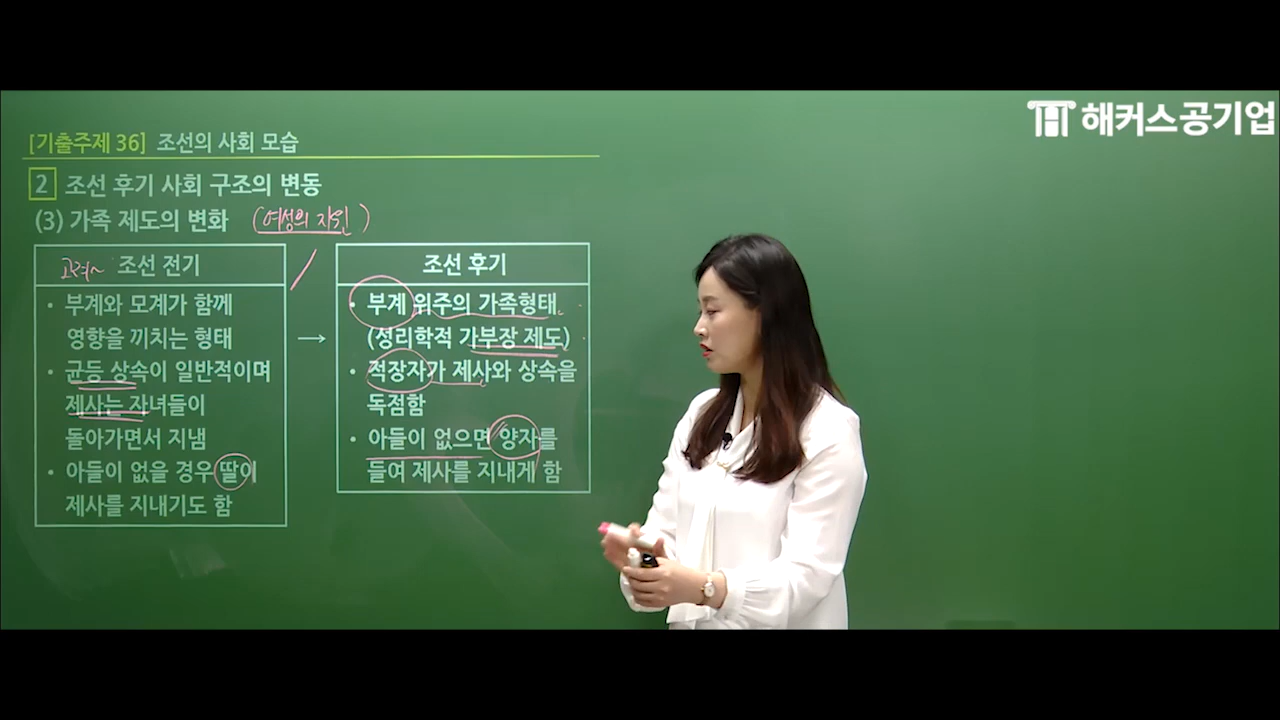 해커스공기업
[기출주제 36] 조선의 사회 모습
2 조선 후기 사회 구조의 변동
(3) 가족 제도의 변화 (여성의 지위)
고려~ 조선 전기
• 부계와 모계가 함께
영향을 끼치는 형태
• 균등 상속이 일반적이며
제사는 자녀들이
돌아가면서 지냄
• 아들이 없을 경우 딸이
제사를 지내기도 함
→
조선 후기
• 부계 위주의 가족형태
(성리학적 가부장 제도)
• 적장자가 제사와 상속을
독점함
• 아들이 없으면 양자를
들여 제사를 지내게 함